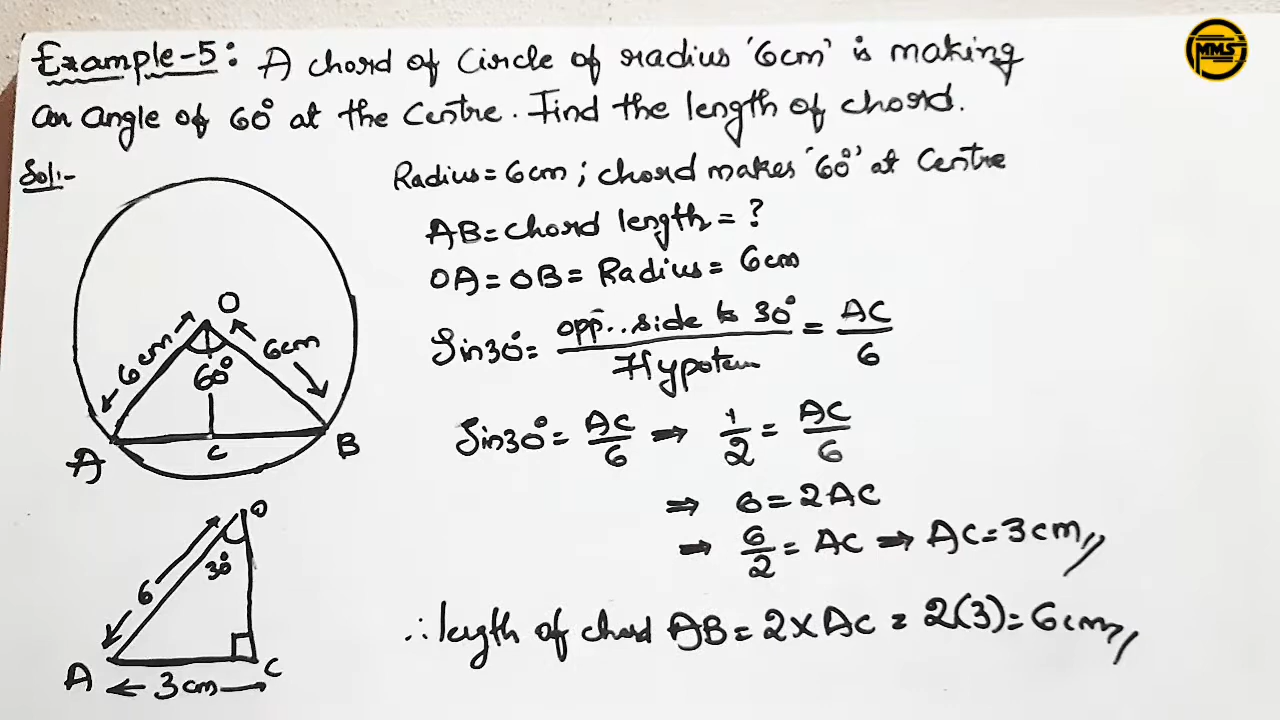 MMS
Example-5: A chord of Circle of radius '6cm' is making
an angle of 60° at the Centre. Find the length of chord.
Sol:-
Radius = 6cm ; chord makes '60°' at Centre
AB = chord length = ?
OA = OB = Radius = 6cm
Sin30° = opp.. side to 30° / Hypoten = AC / 6
Sin30° = AC/6 ⇒ 1/2 = AC/6
⇒ 6 = 2AC
⇒ 6/2 = AC ⇒ AC = 3cm//
∴ length of chord AB = 2 × AC = 2(3) = 6cm//
O
6cm
6cm
60°
A
C
B
O
30°
6
A
C
3cm